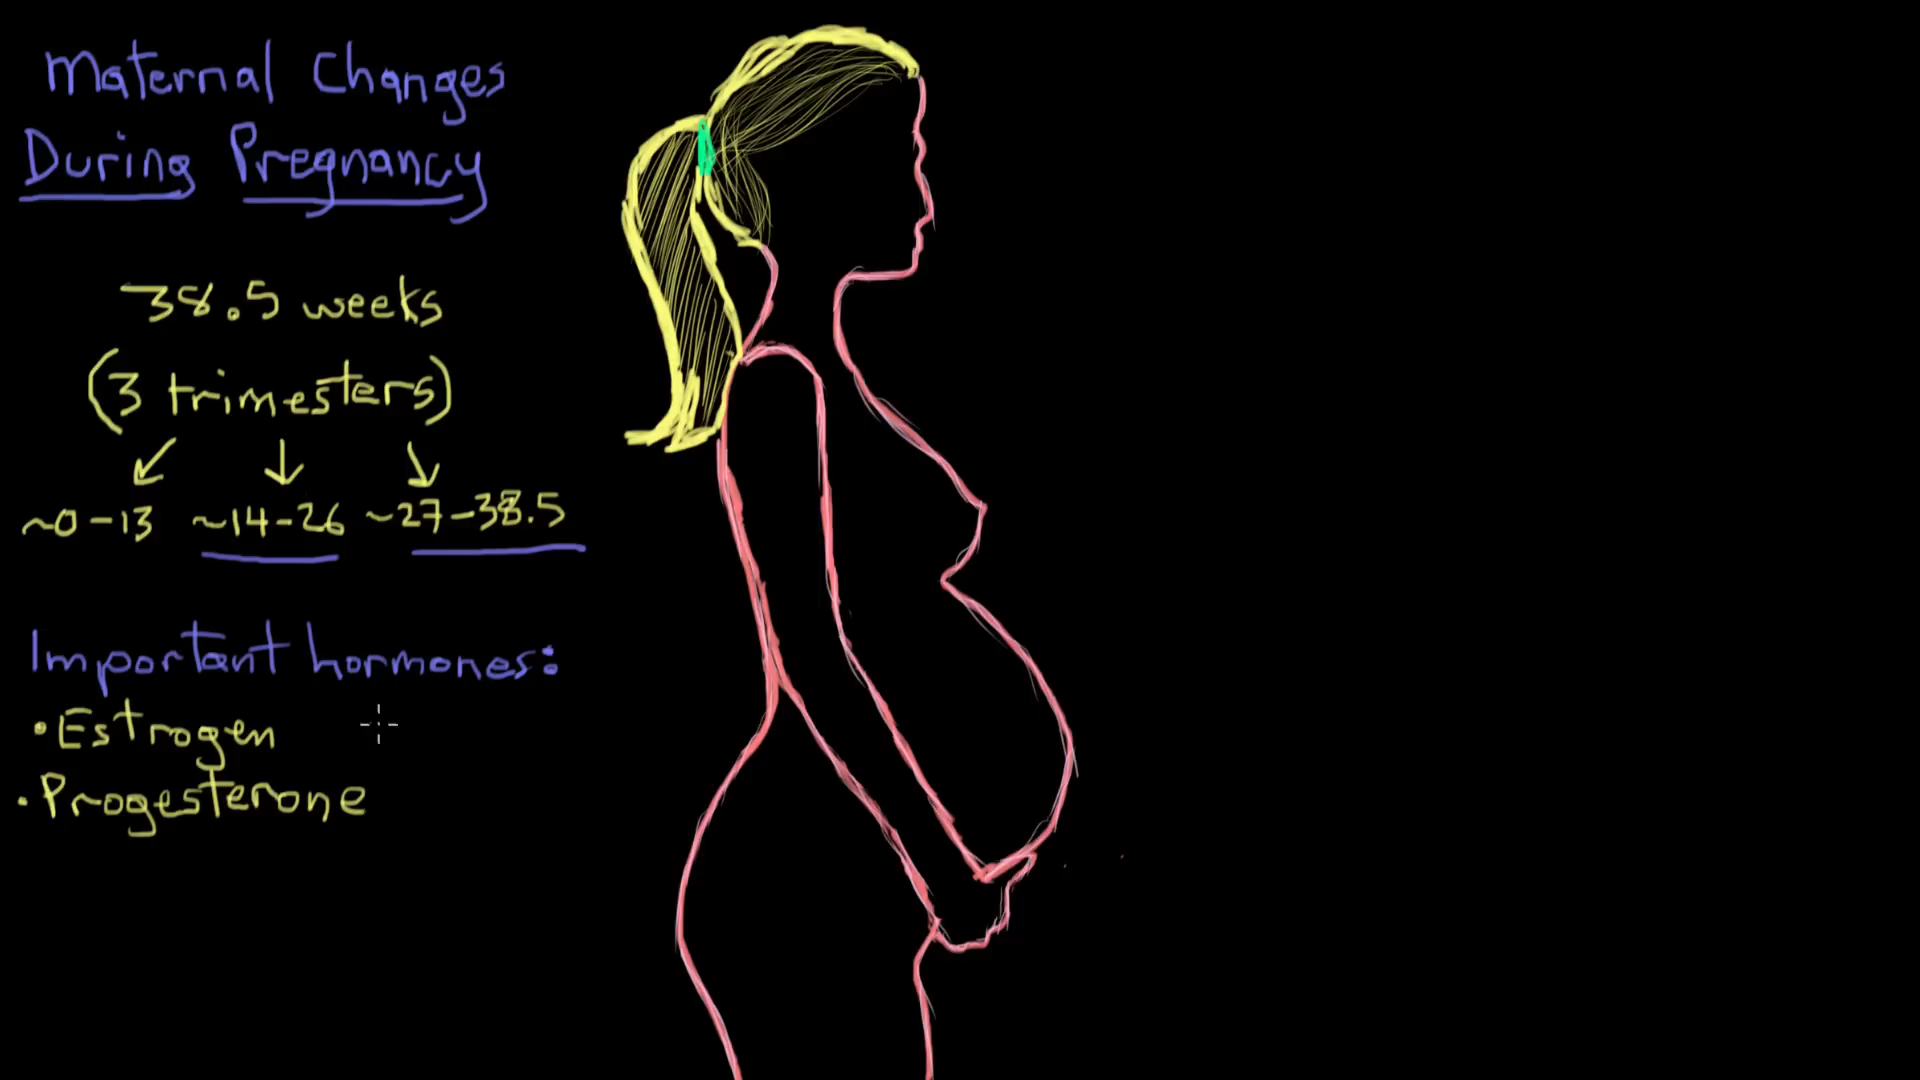 Maternal Changes
During Pregnancy
38.5 weeks
(3 trimesters)
~0-13 ~14-26 ~27-38.5
Important hormones:
• Estrogen
• Progesterone